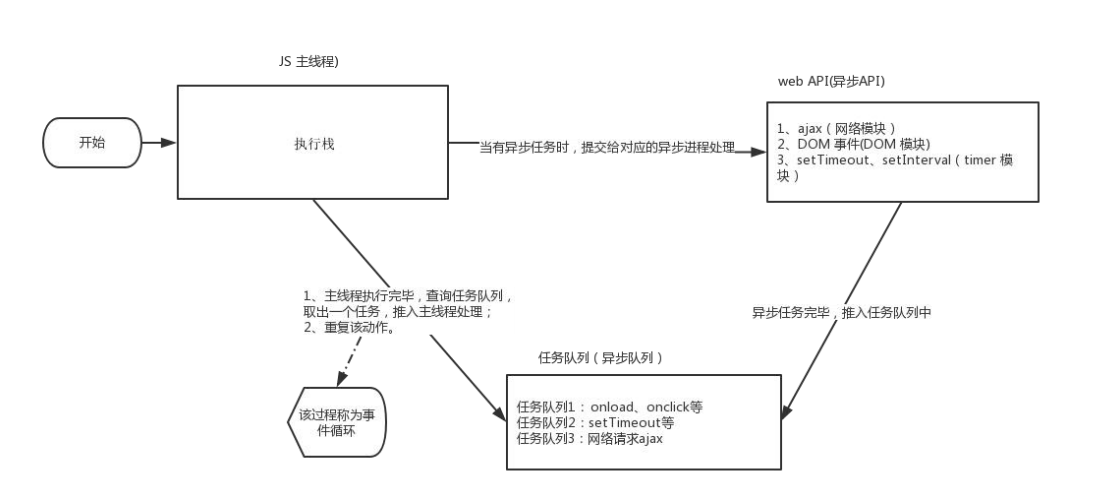 JS 主线程)
web API(异步API)
开始
执行栈
当有异步任务时，提交给对应的异步进程处理
1、ajax（网络模块）
2、DOM 事件(DOM 模块)
3、setTimeout、setInterval（timer 模
块）
1、主线程执行完毕，查询任务队列，
取出一个任务，推入主线程处理；
2、重复该动作。
异步任务完毕，推入任务队列中
任务队列（异步队列）
任务队列1：onload、onclick等
任务队列2：setTimeout等
任务队列3：网络请求ajax
该过程称为事
件循环